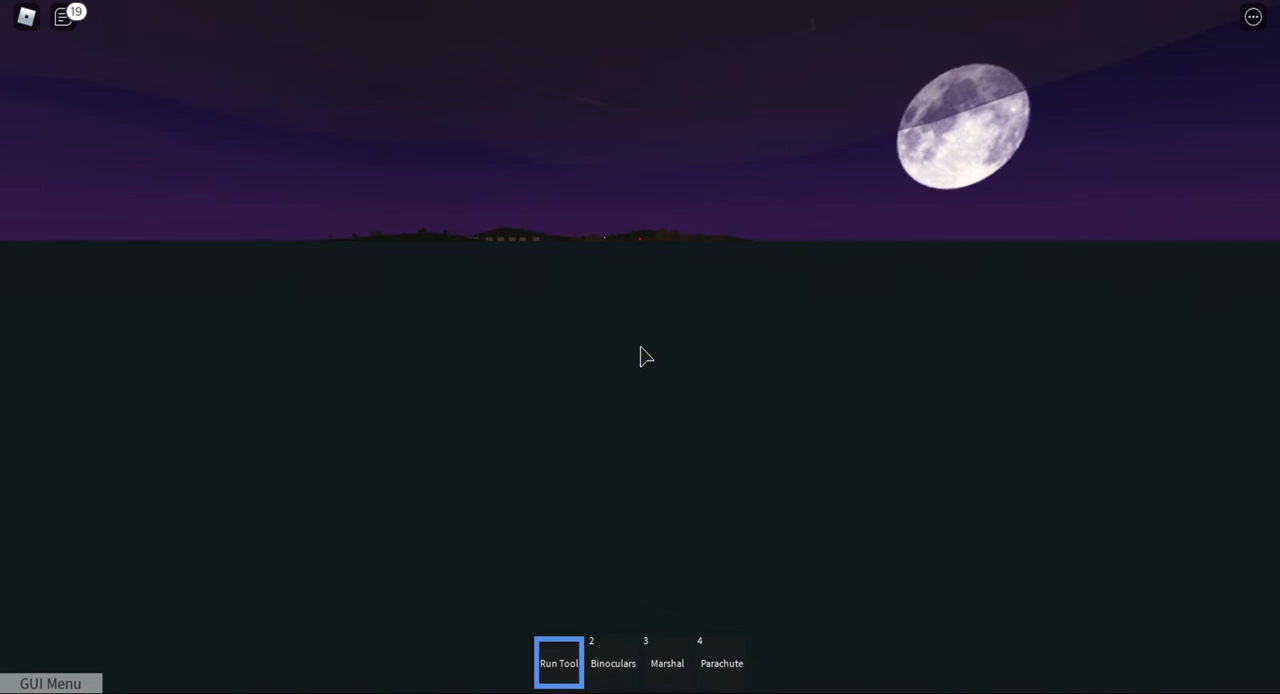 19
2
3
4
Run Tool
Binoculars
Marshal
Parachute
GUI Menu